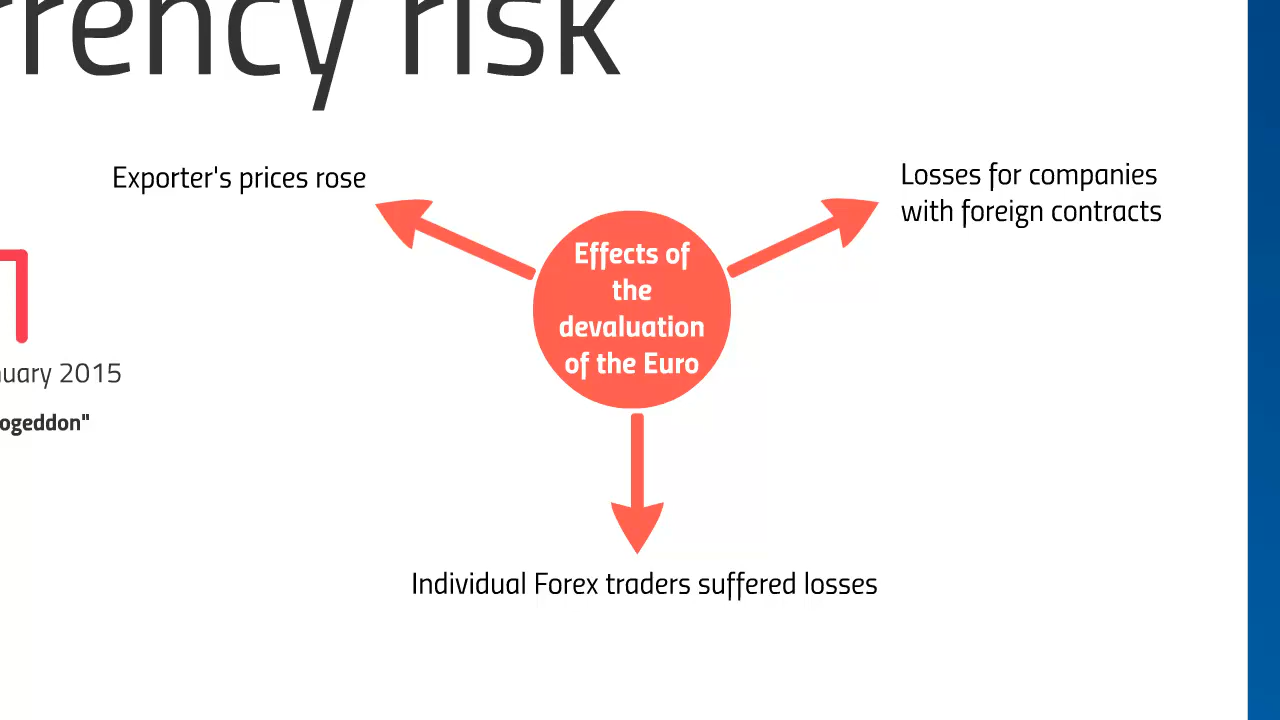 rrency risk
Exporter's prices rose
Losses for companies
with foreign contracts
Effects of
the
devaluation
of the Euro
nuary 2015
ogeddon"
Individual Forex traders suffered losses